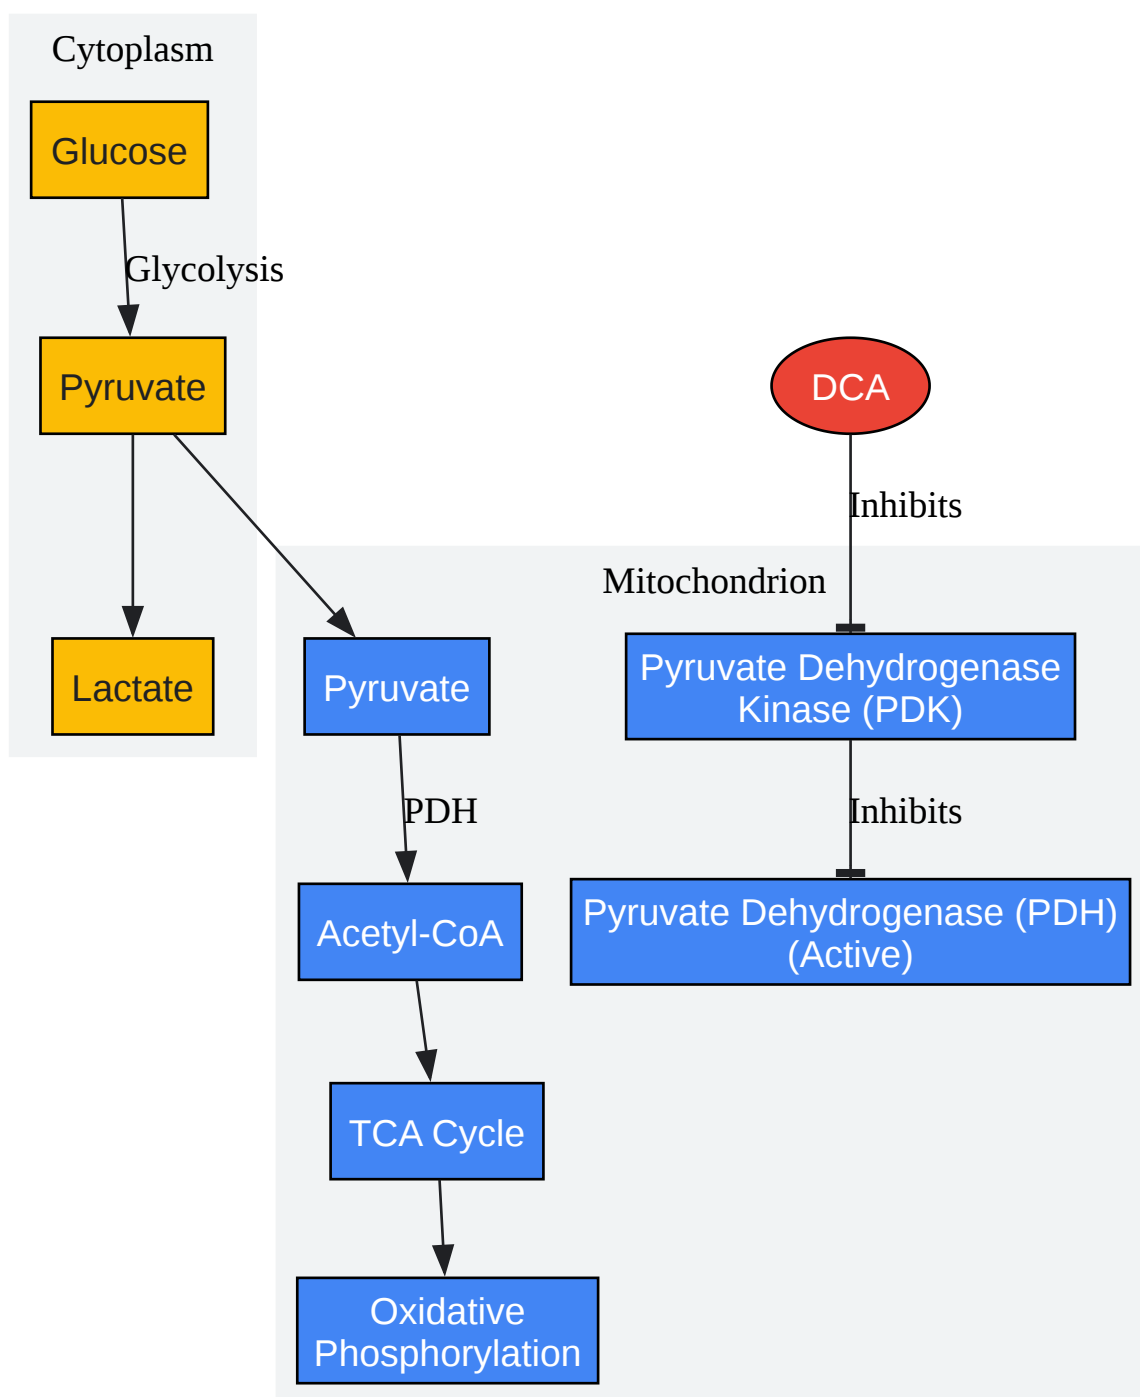 Cytoplasm
Glucose
Glycolysis
Pyruvate
DCA
Inhibits
Mitochondrion
Lactate
Pyruvate
Pyruvate Dehydrogenase
Kinase (PDK)
PDH
Inhibits
Acetyl-CoA
Pyruvate Dehydrogenase (PDH)
(Active)
TCA Cycle
Oxidative
Phosphorylation